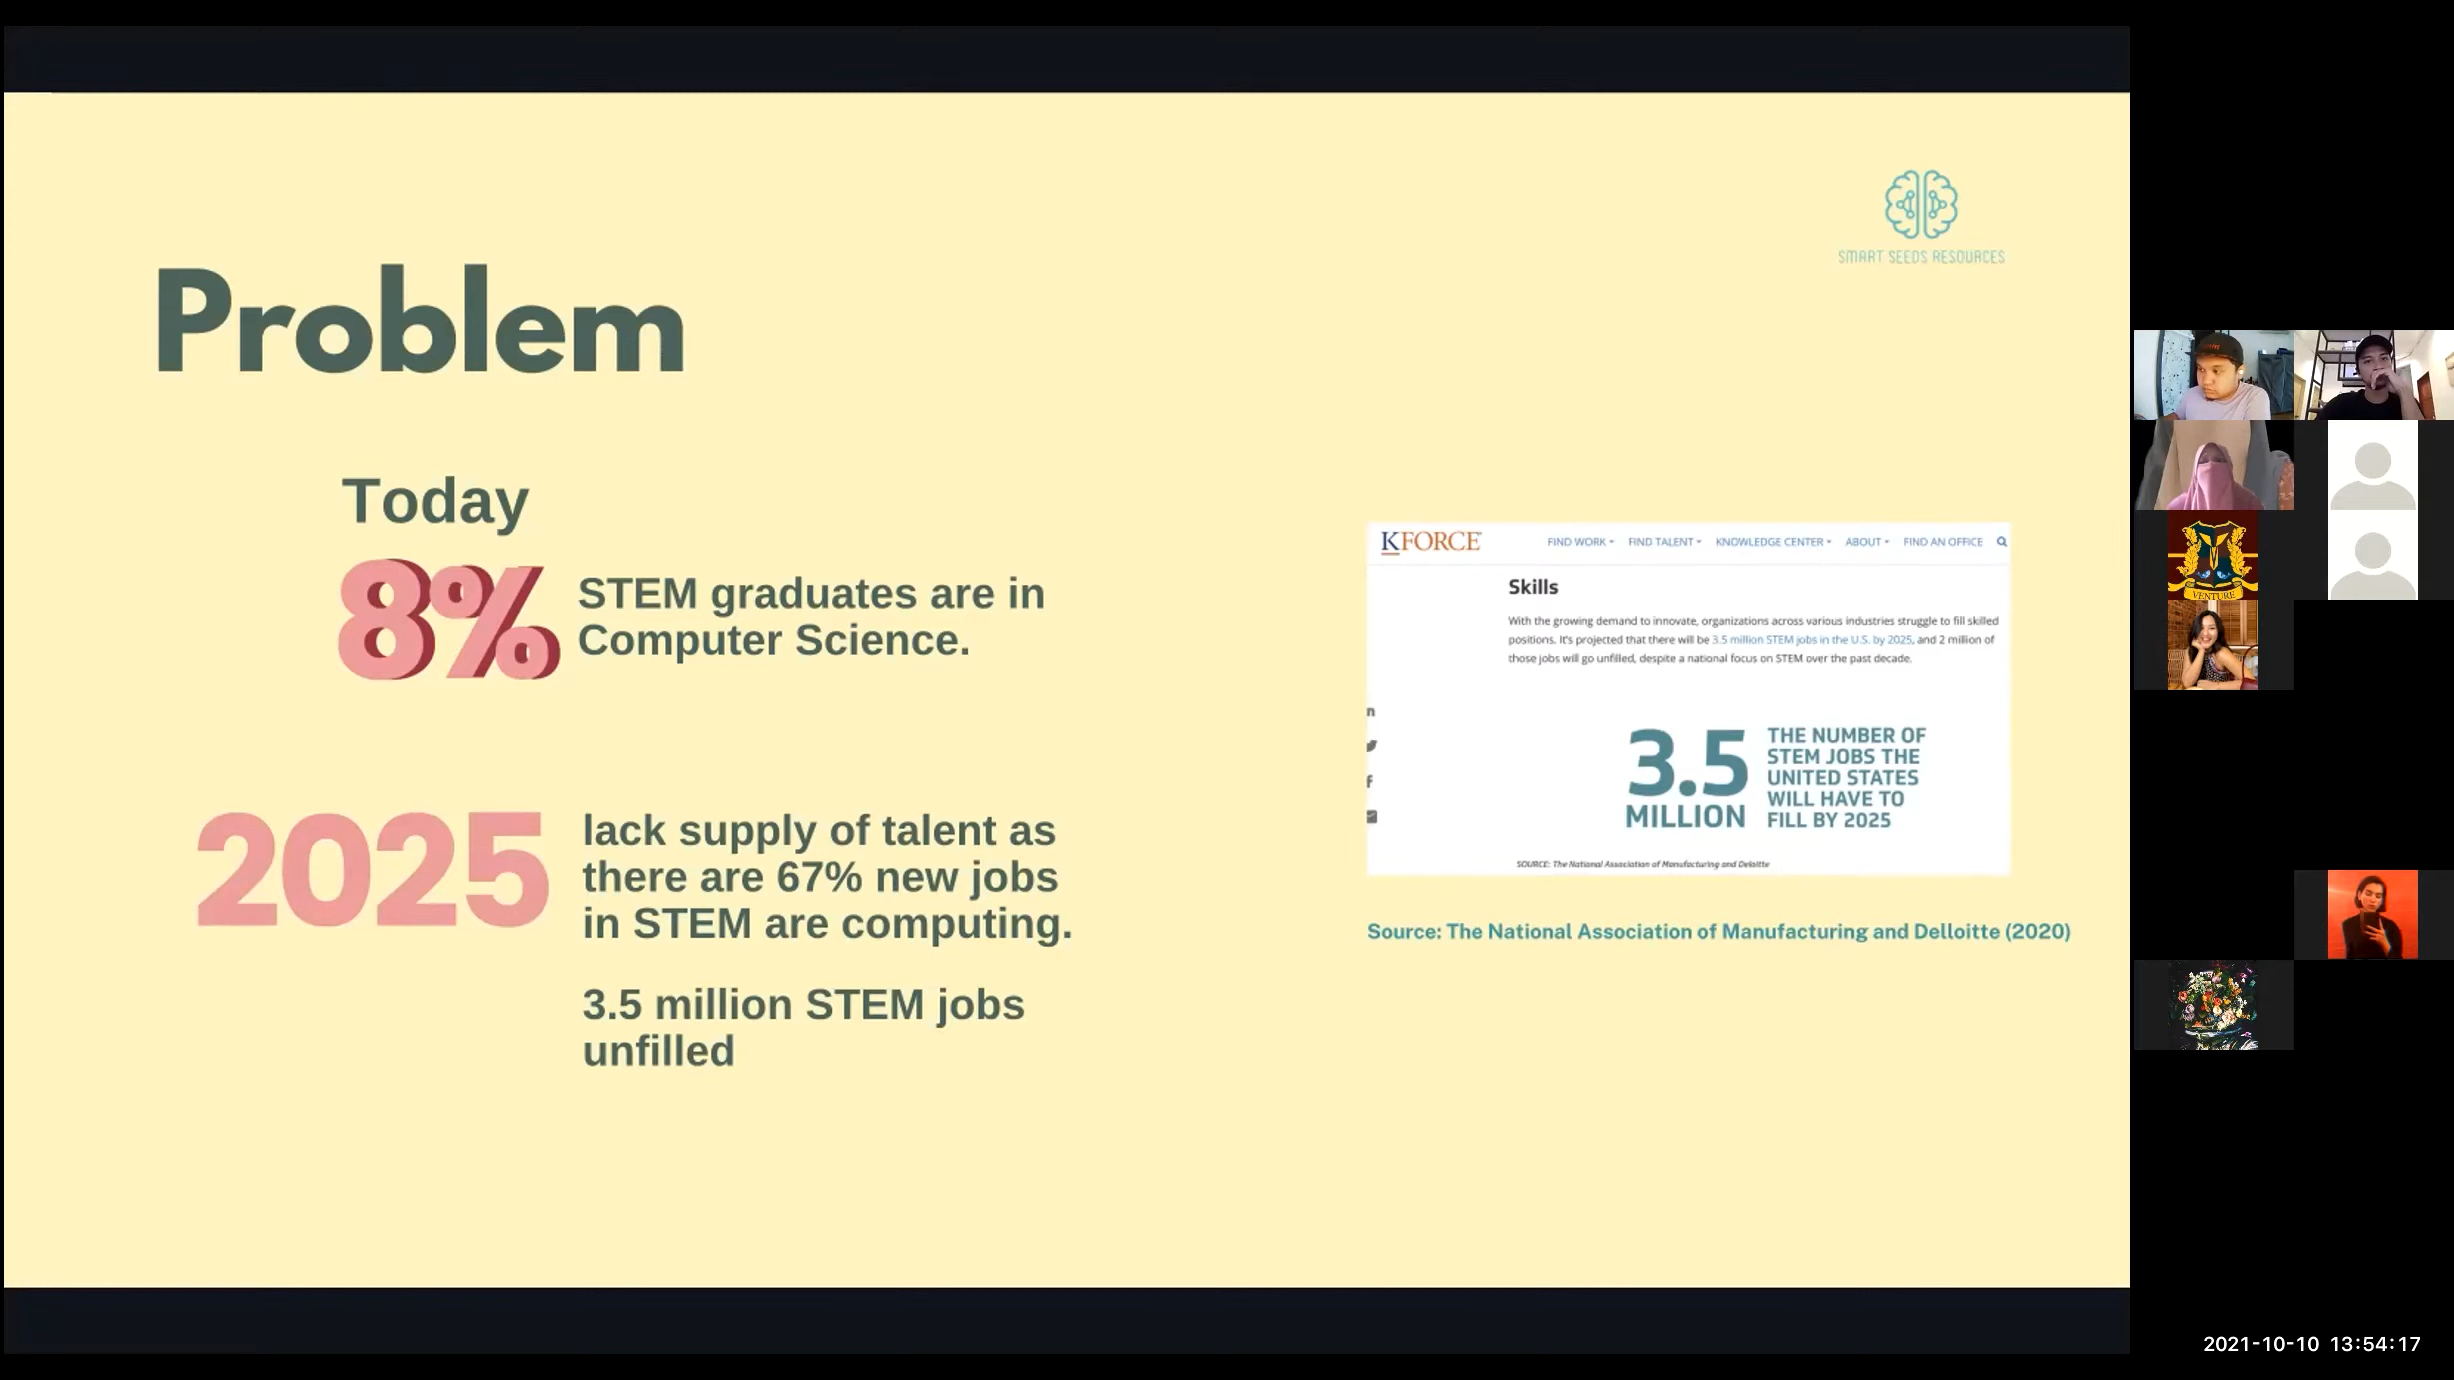 SMART SEEDS RESOURCES
Problem
Today
8%
STEM graduates are in
Computer Science.
2025
lack supply of talent as
there are 67% new jobs
in STEM are computing.
3.5 million STEM jobs
unfilled
KFORCE
FIND WORK
FIND TALENT
KNOWLEDGE CENTER
ABOUT
FIND AN OFFICE
Skills
With the growing demand to innovate, organizations across various industries struggle to fill skilled
positions. It's projected that there will be 3.5 million STEM jobs in the U.S. by 2025, and 2 million of
those jobs will go unfilled, despite a national focus on STEM over the past decade.
3.5
MILLION
THE NUMBER OF
STEM JOBS THE
UNITED STATES
WILL HAVE TO
FILL BY 2025
SOURCE: The National Association of Manufacturing and Deloitte
Source: The National Association of Manufacturing and Delloitte (2020)
VENTURE
2021-10-10 13:54:17